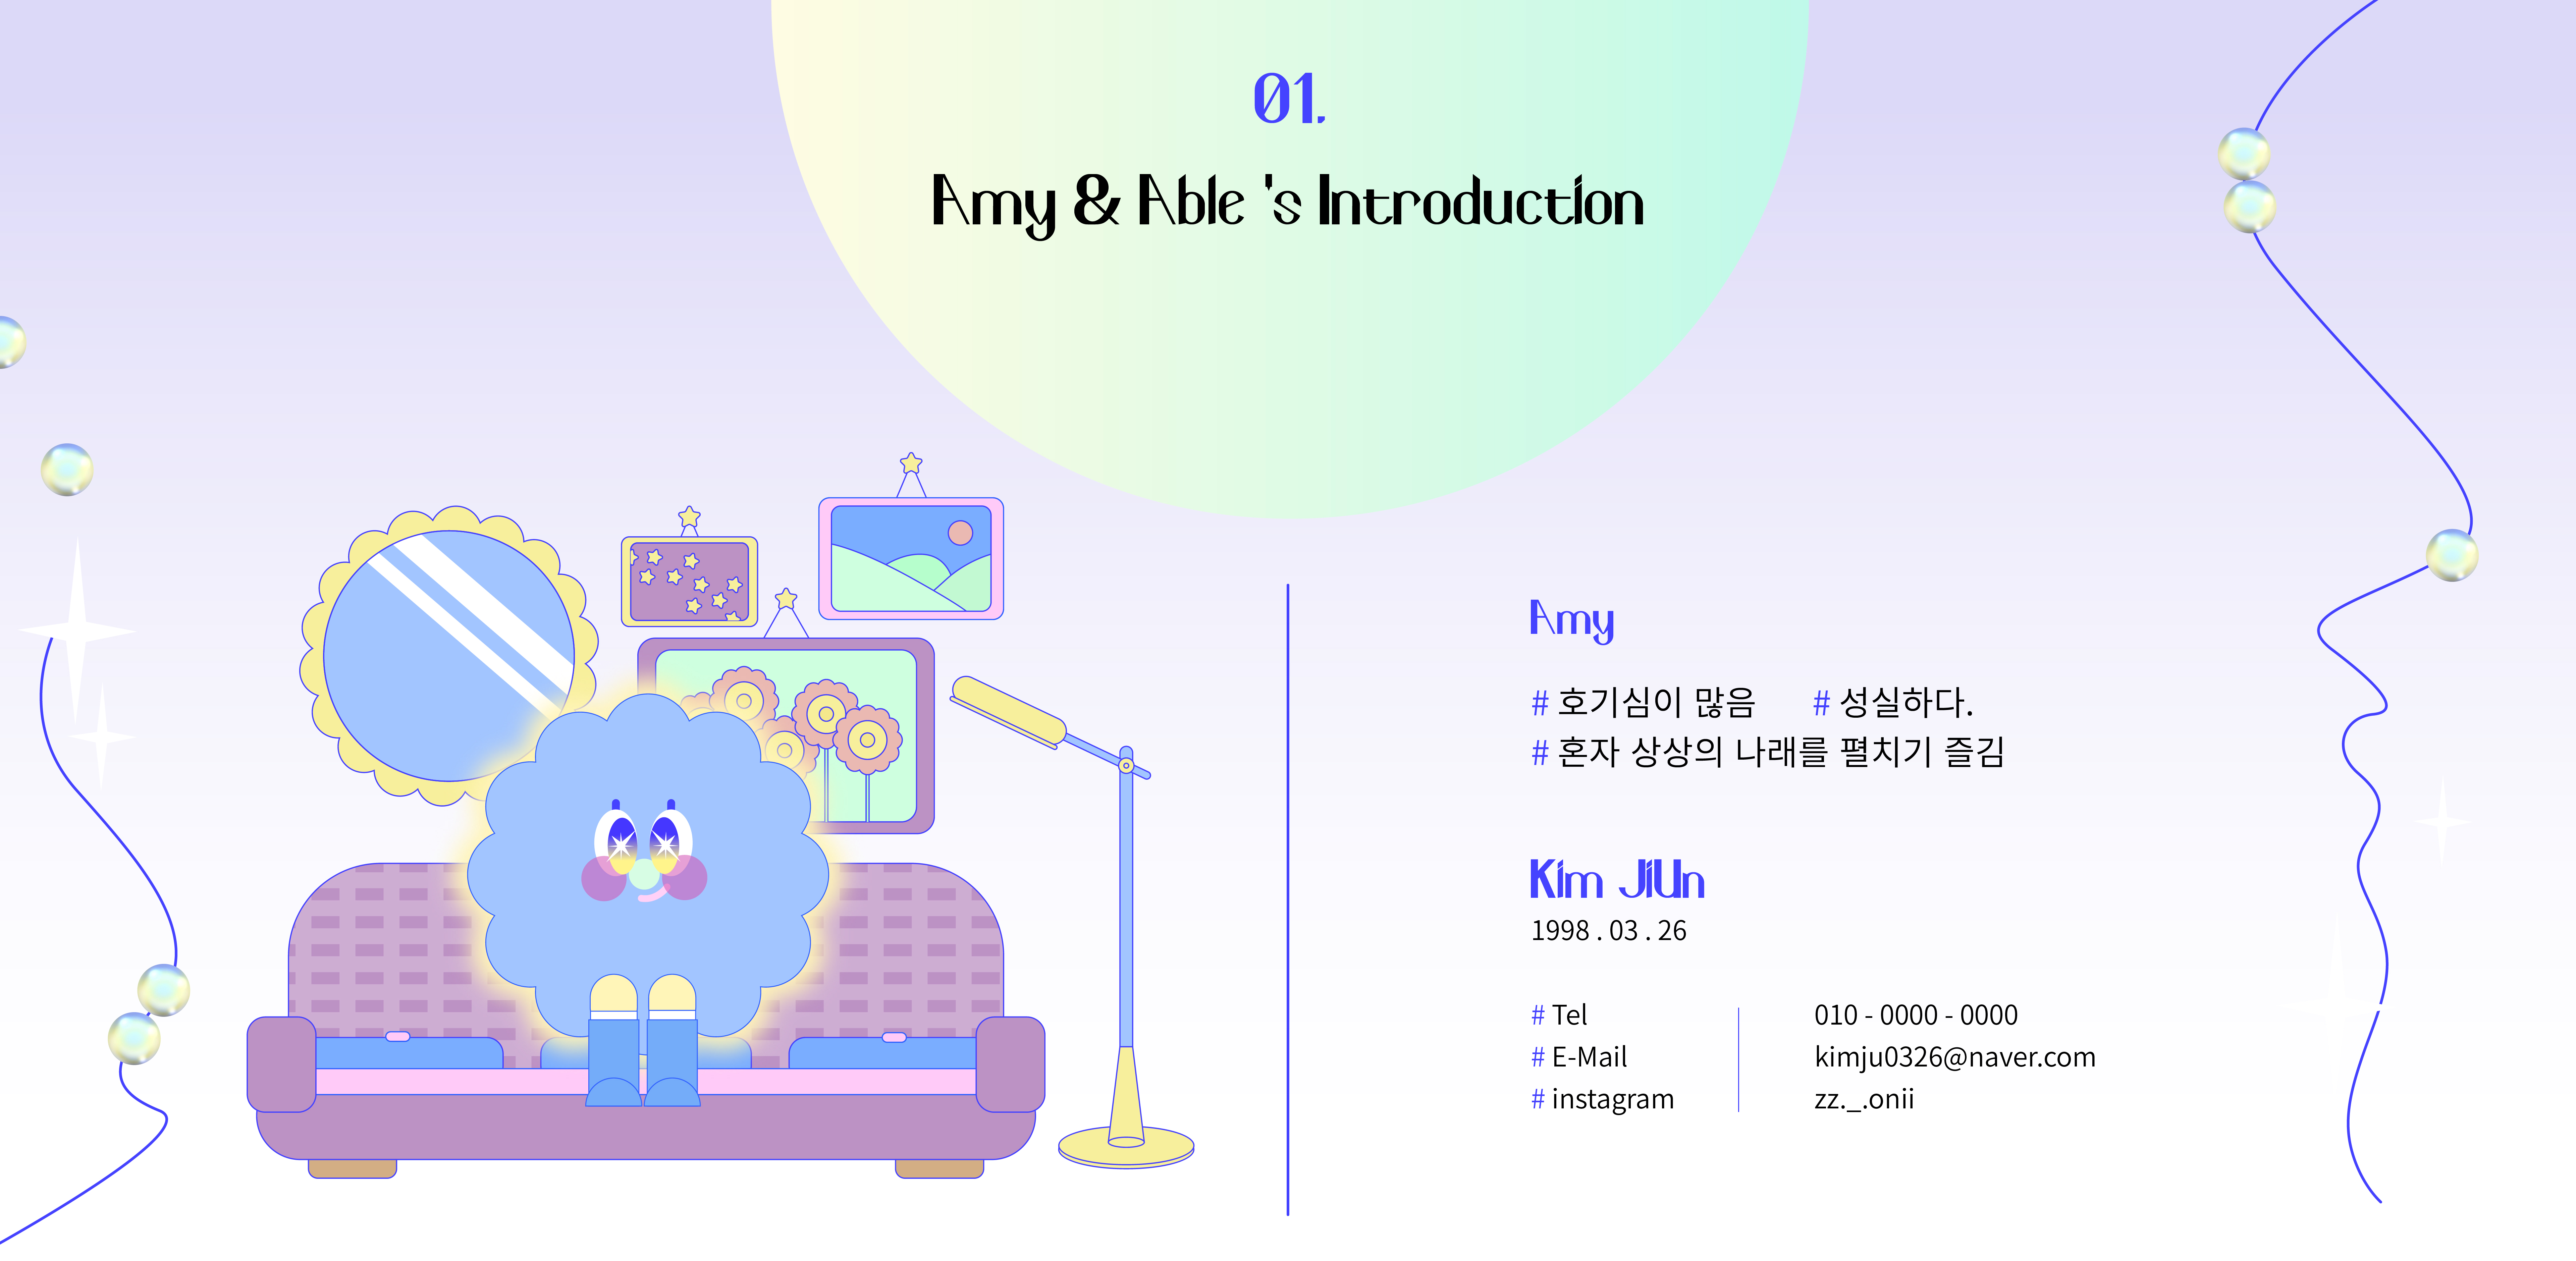 01.
Amy & Able 's Introduction
Amy
# 호기심이 많음 # 성실하다.
# 혼자 상상의 나래를 펼치기 즐김
Kim JiUn
1998 . 03 . 26
# Tel 010 - 0000 - 0000
# E-Mail kimju0326@naver.com
# instagram zz._.onii